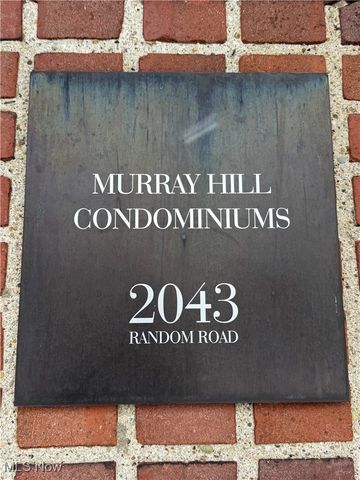 MURRAY HILL
CONDOMINIUMS
2043
RANDOM ROAD
MLS Now